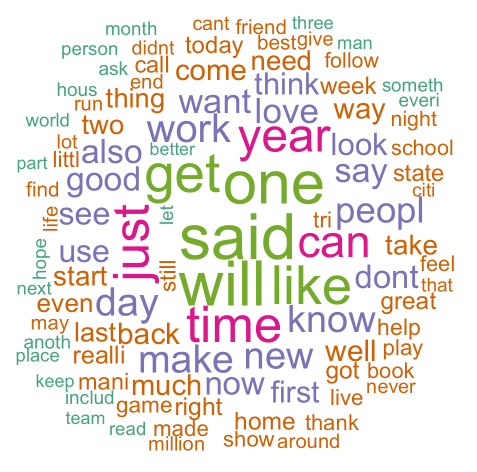 month cant friend three
person didnt today best give man
ask call come need follow
hous end
run thing want think week someth
world two work love way everi
lot better year look night
part littl also school
find good get one say state
citi
life see let said tri peopl
just can take
hope use feel
next start still will like dont that
even day great
may time know help
anoth last back
place realli make new well play
keep mani much now first got book
includ never
team game right live
read made home thank
million show around